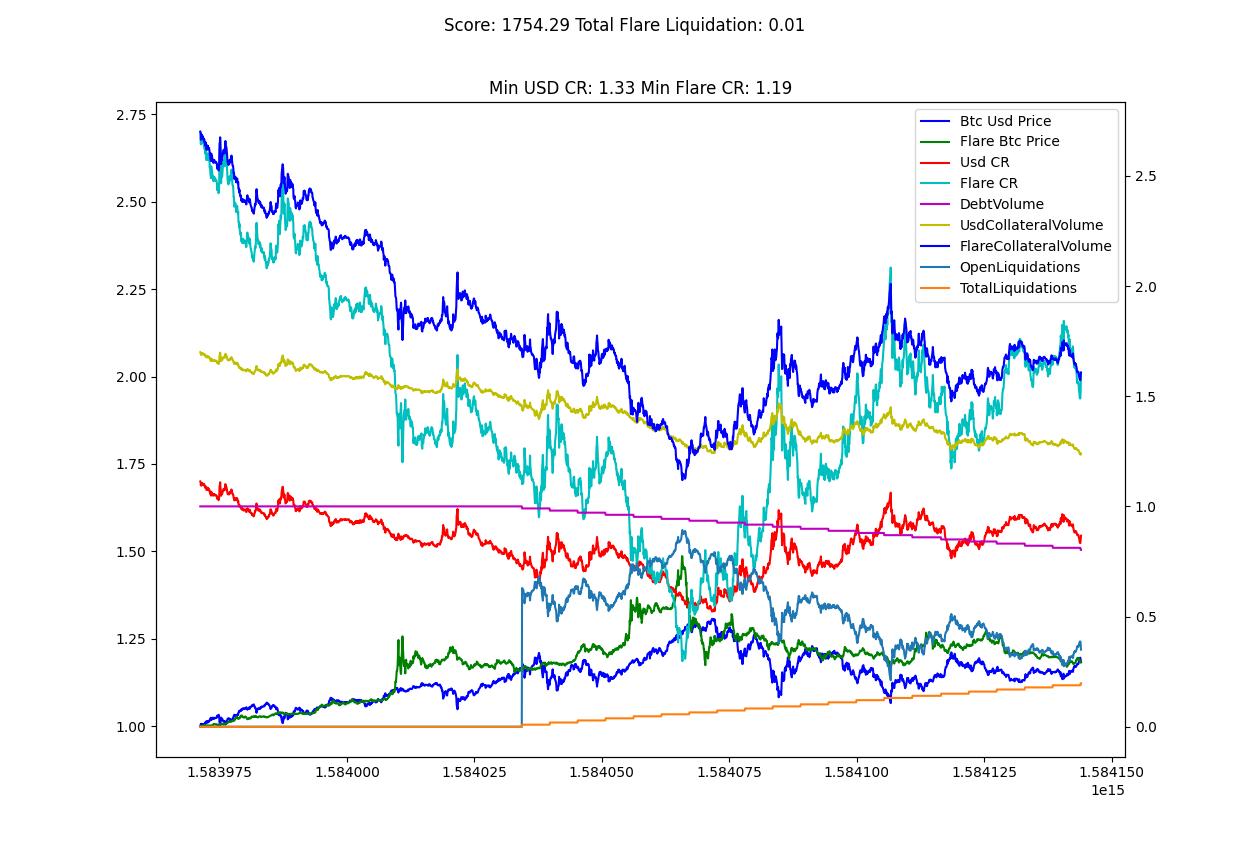 Score: 1754.29 Total Flare Liquidation: 0.01
Min USD CR: 1.33 Min Flare CR: 1.19
Btc Usd Price
Flare Btc Price
Usd CR
Flare CR
DebtVolume
UsdCollateralVolume
FlareCollateralVolume
OpenLiquidations
TotalLiquidations
2.75
2.50
2.25
2.00
1.75
1.50
1.25
1.00
2.5
2.0
1.5
1.0
0.5
0.0
1.583975 1.584000 1.584025 1.584050 1.584075 1.584100 1.584125 1.584150
1e15